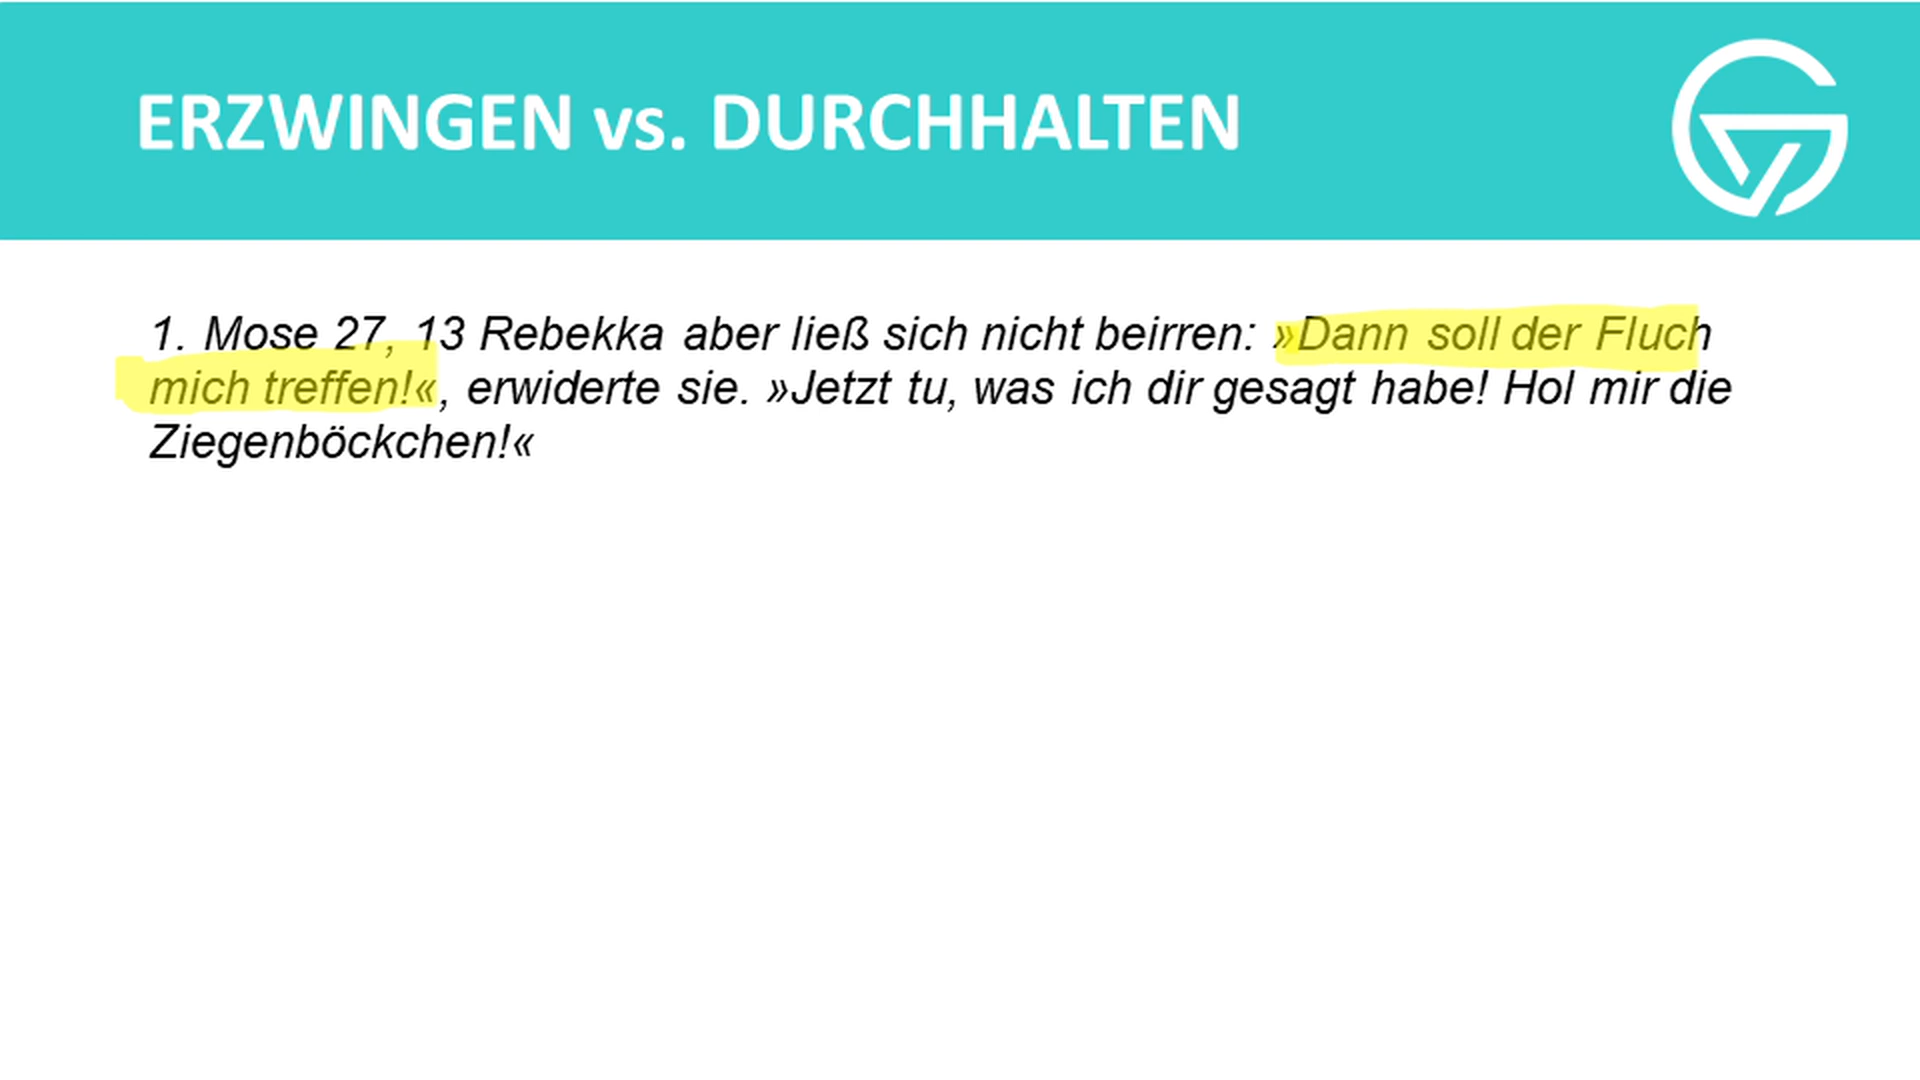 ERZWINGEN vs. DURCHHALTEN
1. Mose 27, 13 Rebekka aber ließ sich nicht beirren: »Dann soll der Fluch
mich treffen!«, erwiderte sie. »Jetzt tu, was ich dir gesagt habe! Hol mir die
Ziegenböckchen!«